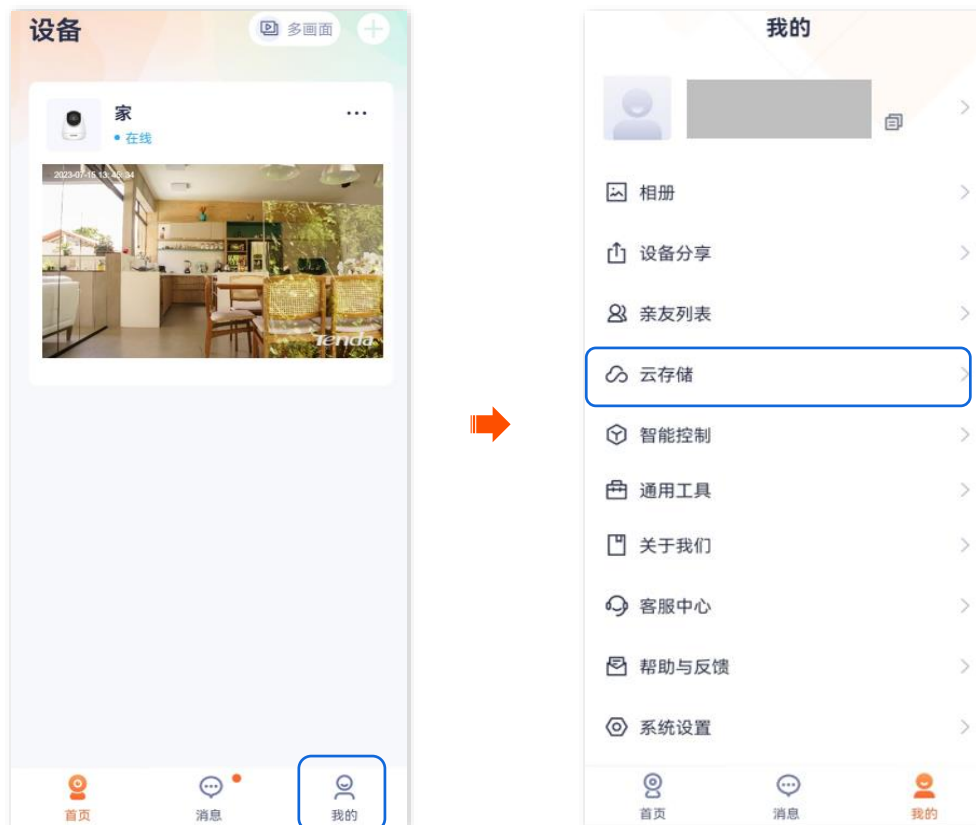 设备
多画面
家
在线
2023-07-15 13:45:34
Tenda
首页
消息
我的
我的
相册
设备分享
亲友列表
云存储
智能控制
通用工具
关于我们
客服中心
帮助与反馈
系统设置
首页
消息
我的